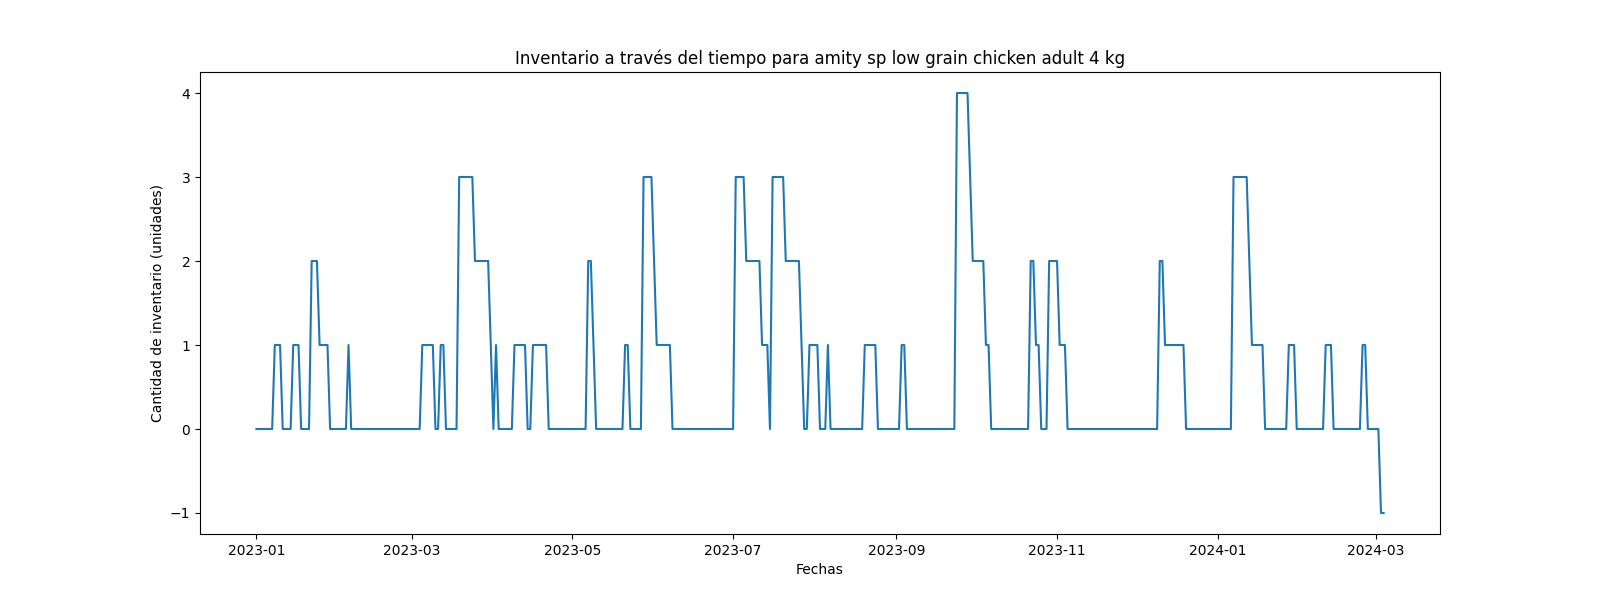 Inventario a través del tiempo para amity sp low grain chicken adult 4 kg
Cantidad de inventario (unidades)
4
3
2
1
0
−1
2023-01 2023-03 2023-05 2023-07 2023-09 2023-11 2024-01 2024-03
Fechas